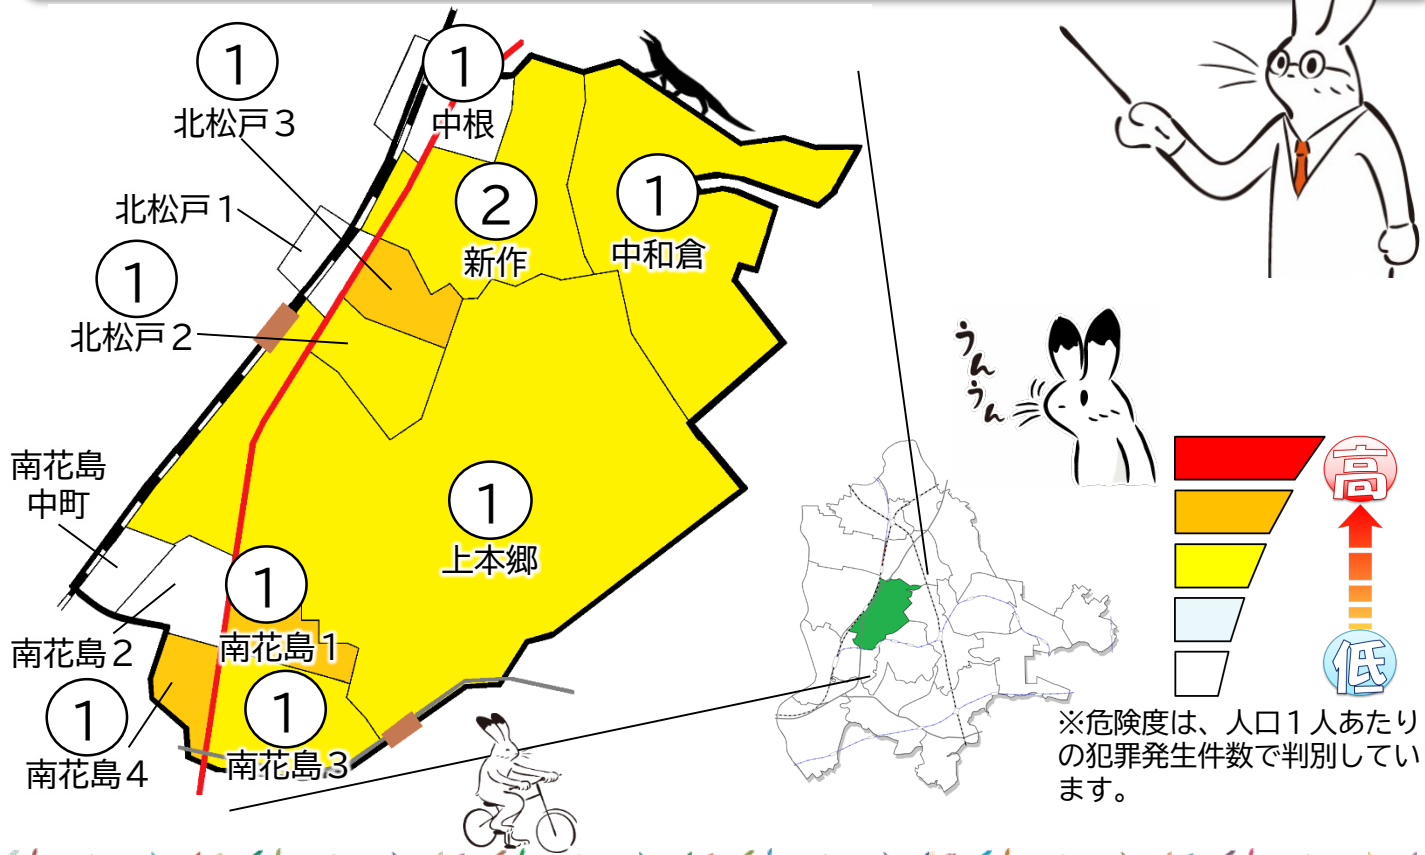 1
北松戸３
1
中根
北松戸１
2
新作
1
中和倉
1
北松戸２
うんうん
南花島
中町
1
上本郷
高
1
南花島１
南花島２
低
1
南花島４
1
南花島３
※危険度は、人口１人あたり
の犯罪発生件数で判別してい
ます。